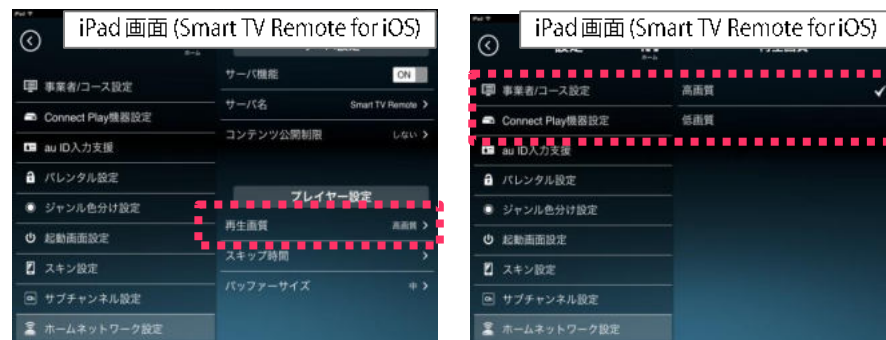 iPad 画面 (Smart TV Remote for iOS)
ホーム
事業者/コース設定
Connect Play機器設定
au ID入力支援
パレンタル設定
ジャンル色分け設定
起動画面設定
スキン設定
サブチャンネル設定
ホームネットワーク設定
サーバ機能 ON
サーバ名 Smart TV Remote
コンテンツ公開制限 しない
プレイヤー設定
再生画質 高画質
スキップ時間
バッファーサイズ 中
iPad 画面 (Smart TV Remote for iOS)
ホーム
事業者/コース設定
Connect Play機器設定
au ID入力支援
パレンタル設定
ジャンル色分け設定
起動画面設定
スキン設定
サブチャンネル設定
ホームネットワーク設定
高画質
低画質